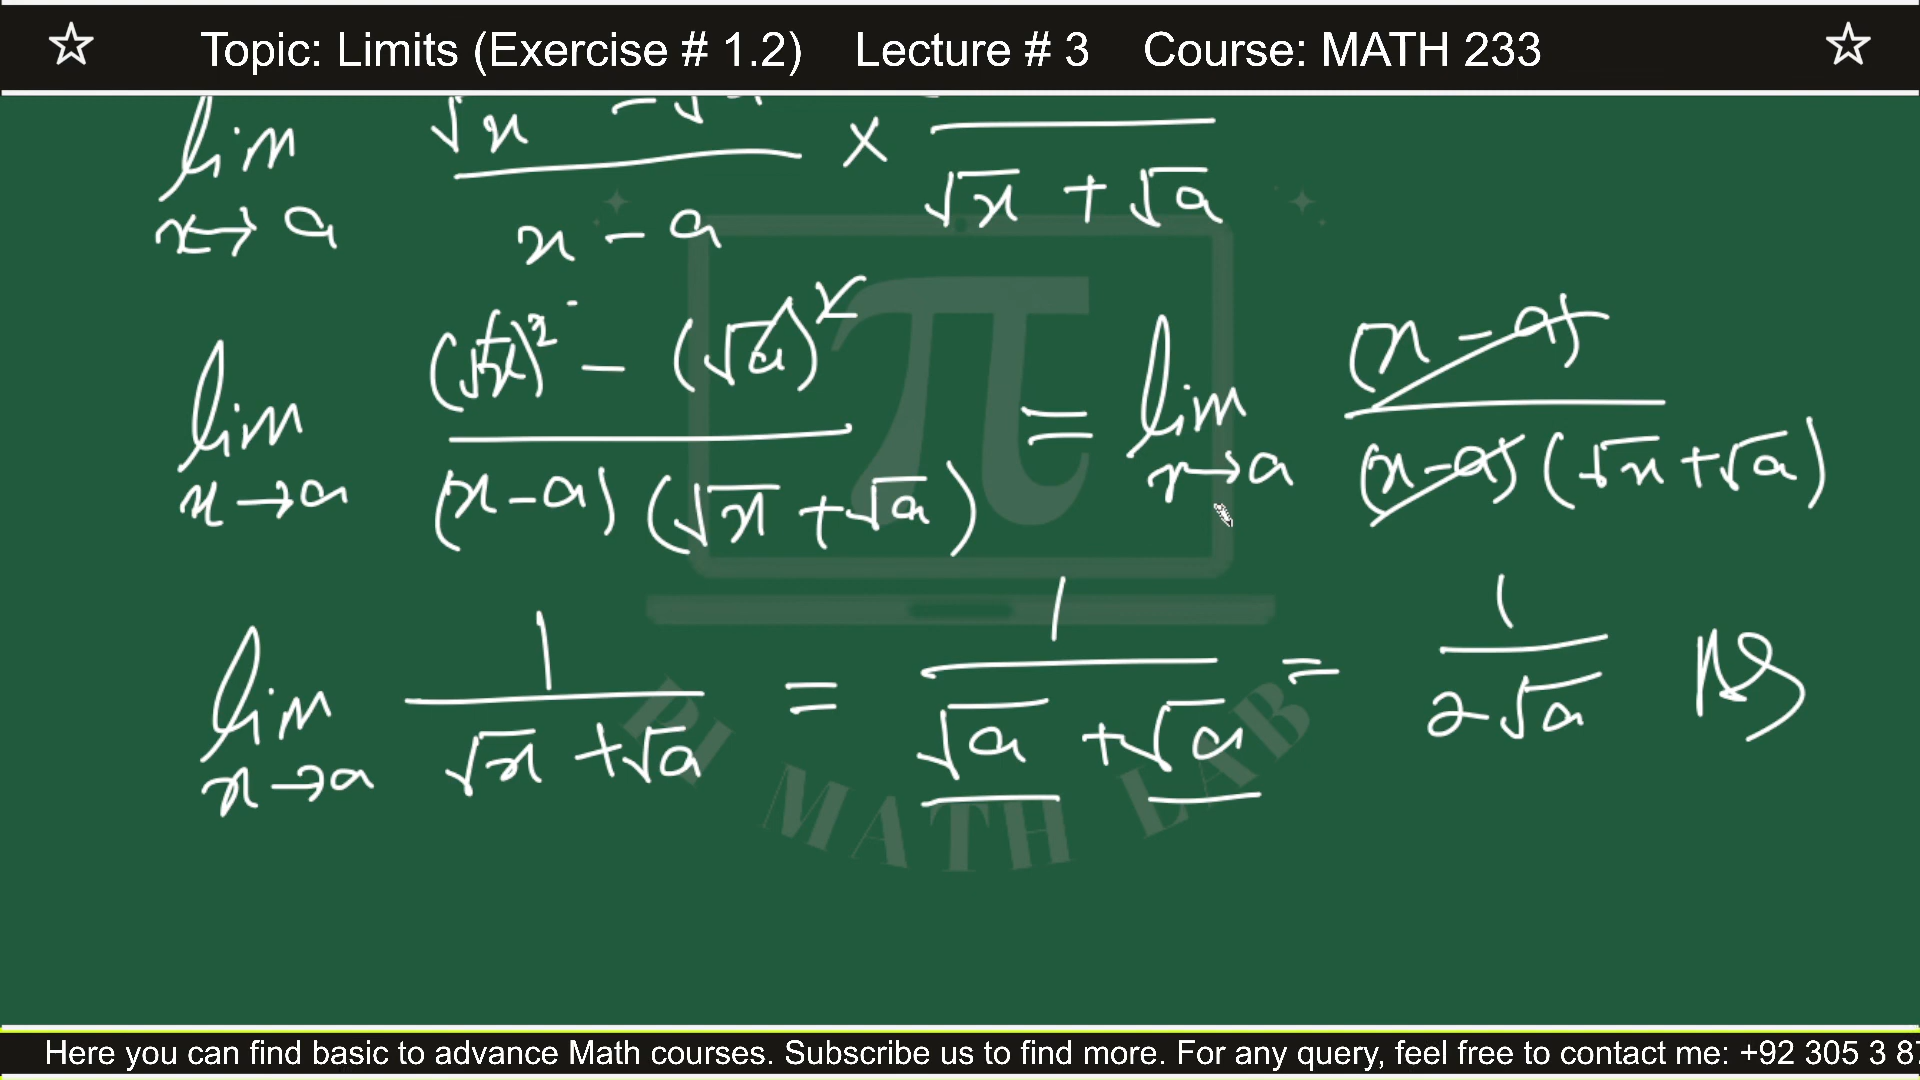 ☆ Topic: Limits (Exercise # 1.2) Lecture # 3 Course: MATH 233 ☆
lim x→a (√x - √a)/(x - a) × /(√x + √a)
lim x→a ((√x)² - (√a)²)/((x-a)(√x + √a)) = lim x→a (x - a)/((x-a)(√x + √a))
lim x→a 1/(√x + √a) = 1/(√a + √a) = 1/(2√a)
PI MATH LAB
Here you can find basic to advance Math courses. Subscribe us to find more. For any query, feel free to contact me: +92 305 3 87